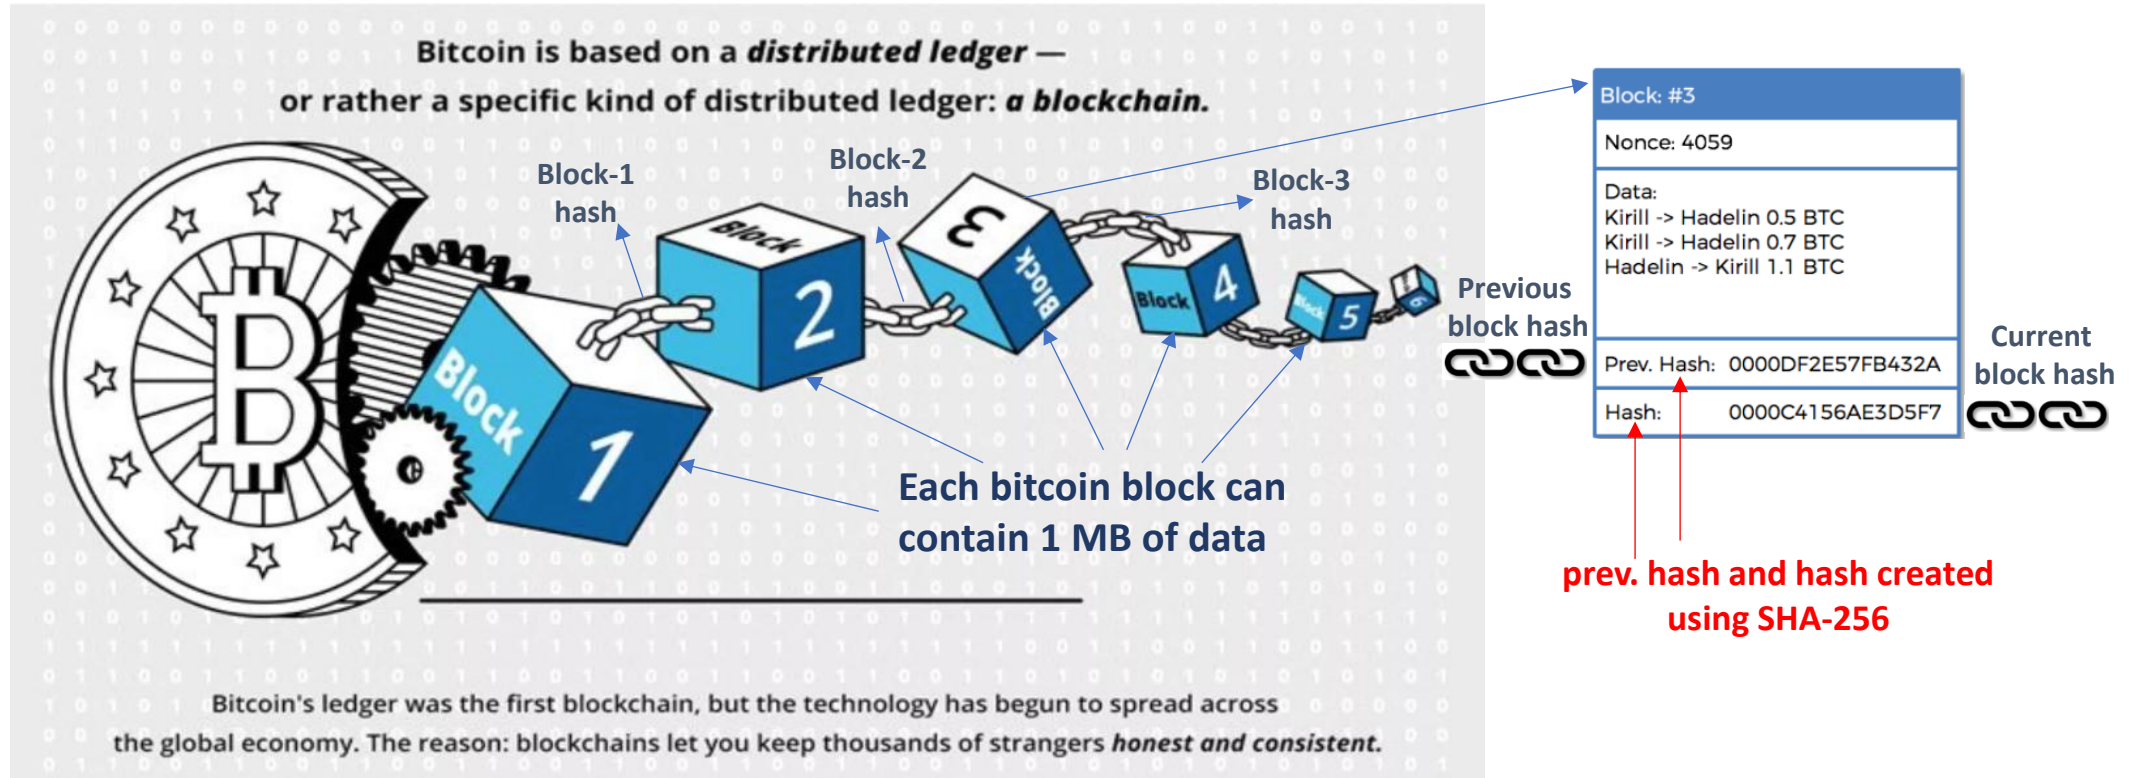 Bitcoin is based on a distributed ledger —
or rather a specific kind of distributed ledger: a blockchain.
Block-1
hash
Block-2
hash
Block-3
hash
Block
1
Block
2
3
Block
Block
4
Block
5
6
Each bitcoin block can
contain 1 MB of data
Bitcoin's ledger was the first blockchain, but the technology has begun to spread across
the global economy. The reason: blockchains let you keep thousands of strangers honest and consistent.
Previous
block hash
Block: #3
Nonce: 4059
Data:
Kirill -> Hadelin 0.5 BTC
Kirill -> Hadelin 0.7 BTC
Hadelin -> Kirill 1.1 BTC
Prev. Hash: 0000DF2E57FB432A
Hash: 0000C4156AE3D5F7
Current
block hash
prev. hash and hash created
using SHA-256